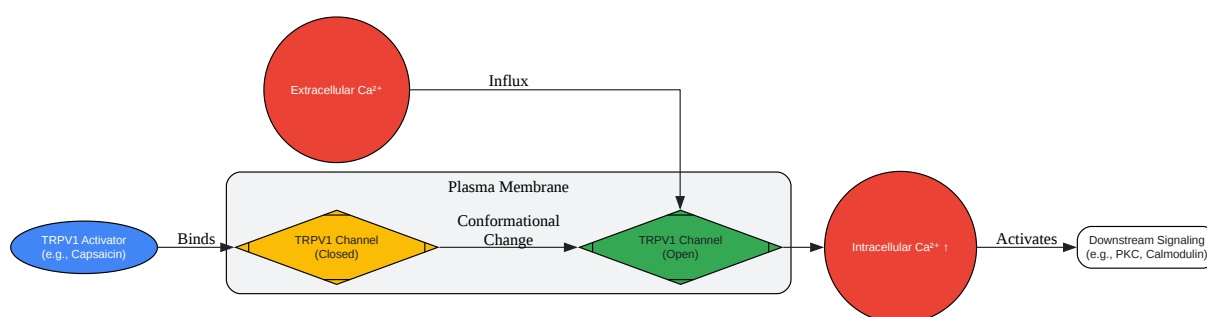 Extracellular Ca²⁺
Influx
Plasma Membrane
TRPV1 Activator
(e.g., Capsaicin)
Binds
TRPV1 Channel
(Closed)
Conformational
Change
TRPV1 Channel
(Open)
Intracellular Ca²⁺ ↑
Activates
Downstream Signaling
(e.g., PKC, Calmodulin)